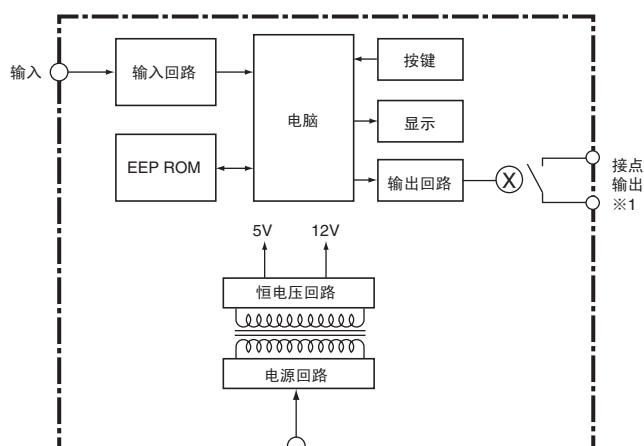 输入
输入回路
电脑
按键
显示
EEP ROM
输出回路
X
接点
输出
※1
5V
12V
恒电压回路
电源回路